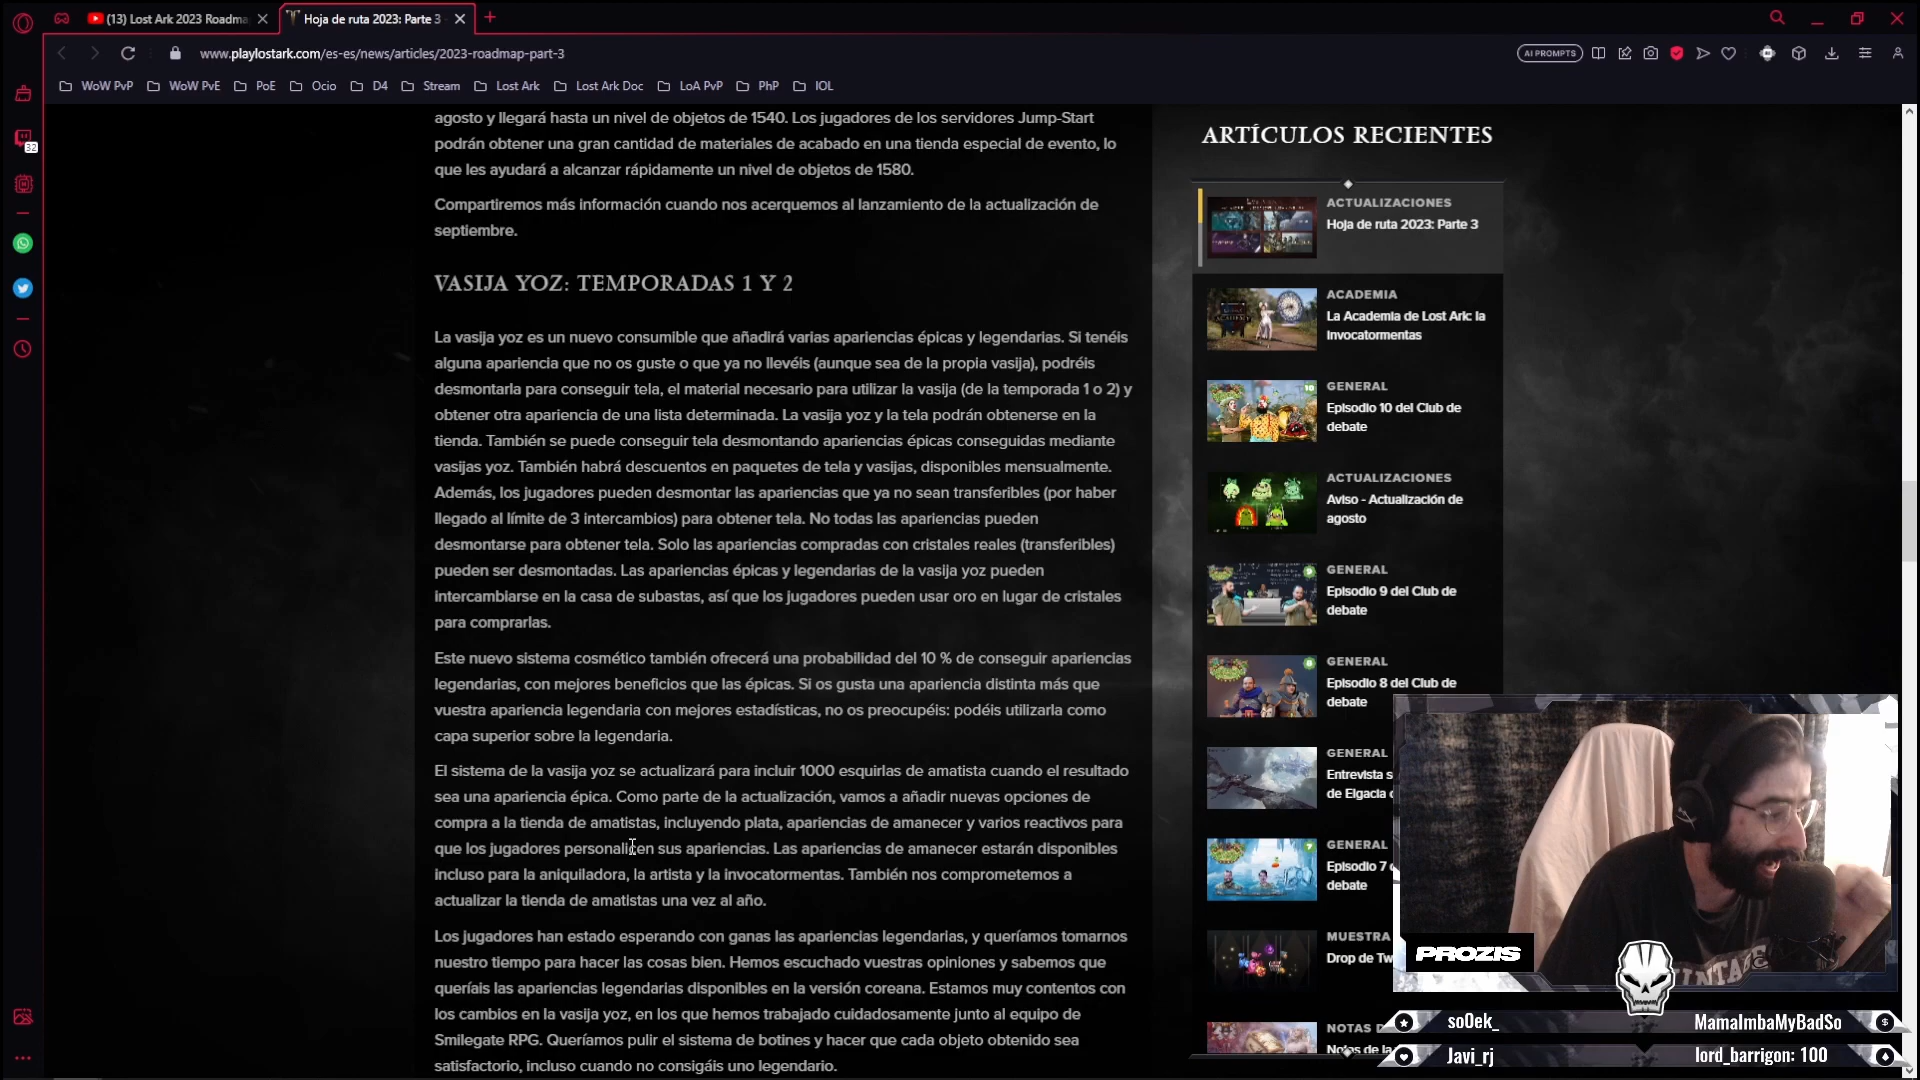 (13) Lost Ark 2023 Roadma
Hoja de ruta 2023: Parte 3
www.playlostark.com/es-es/news/articles/2023-roadmap-part-3
AI PROMPTS
WoW PvP
WoW PvE
PoE
Ocio
D4
Stream
Lost Ark
Lost Ark Doc
LoA PvP
PhP
IOL
32
agosto y llegará hasta un nivel de objetos de 1540. Los jugadores de los servidores Jump-Start
podrán obtener una gran cantidad de materiales de acabado en una tienda especial de evento, lo
que les ayudará a alcanzar rápidamente un nivel de objetos de 1580.
Compartiremos más información cuando nos acerquemos al lanzamiento de la actualización de
septiembre.
VASIJA YOZ: TEMPORADAS 1 Y 2
La vasija yoz es un nuevo consumible que añadirá varias apariencias épicas y legendarias. Si tenéis
alguna apariencia que no os guste o que ya no llevéis (aunque sea de la propia vasija), podréis
desmontarla para conseguir tela, el material necesario para utilizar la vasija (de la temporada 1 o 2) y
obtener otra apariencia de una lista determinada. La vasija yoz y la tela podrán obtenerse en la
tienda. También se puede conseguir tela desmontando apariencias épicas conseguidas mediante
vasijas yoz. También habrá descuentos en paquetes de tela y vasijas, disponibles mensualmente.
Además, los jugadores pueden desmontar las apariencias que ya no sean transferibles (por haber
llegado al límite de 3 intercambios) para obtener tela. No todas las apariencias pueden
desmontarse para obtener tela. Solo las apariencias compradas con cristales reales (transferibles)
pueden ser desmontadas. Las apariencias épicas y legendarias de la vasija yoz pueden
intercambiarse en la casa de subastas, así que los jugadores pueden usar oro en lugar de cristales
para comprarlas.
Este nuevo sistema cosmético también ofrecerá una probabilidad del 10 % de conseguir apariencias
legendarias, con mejores beneficios que las épicas. Si os gusta una apariencia distinta más que
vuestra apariencia legendaria con mejores estadísticas, no os preocupéis: podéis utilizarla como
capa superior sobre la legendaria.
El sistema de la vasija yoz se actualizará para incluir 1000 esquirlas de amatista cuando el resultado
sea una apariencia épica. Como parte de la actualización, vamos a añadir nuevas opciones de
compra a la tienda de amatistas, incluyendo plata, apariencias de amanecer y varios reactivos para
que los jugadores personalicen sus apariencias. Las apariencias de amanecer estarán disponibles
incluso para la aniquiladora, la artista y la invocatormentas. También nos comprometemos a
actualizar la tienda de amatistas una vez al año.
Los jugadores han estado esperando con ganas las apariencias legendarias, y queríamos tomarnos
nuestro tiempo para hacer las cosas bien. Hemos escuchado vuestras opiniones y sabemos que
queríais las apariencias legendarias disponibles en la versión coreana. Estamos muy contentos con
los cambios en la vasija yoz, en los que hemos trabajado cuidadosamente junto al equipo de
Smilegate RPG. Queríamos pulir el sistema de botines y hacer que cada objeto obtenido sea
satisfactorio, incluso cuando no consigáis uno legendario.
ARTÍCULOS RECIENTES
ACTUALIZACIONES
Hoja de ruta 2023: Parte 3
ACADEMIA
La Academia de Lost Ark: la
Invocatormentas
GENERAL
Episodio 10 del Club de
debate
ACTUALIZACIONES
Aviso - Actualización de
agosto
GENERAL
Episodio 9 del Club de
debate
GENERAL
Episodio 8 del Club de
debate
GENERAL
Entrevista s
de Elgacia
GENERAL
Episodio 7
debate
MUESTRA
Drop de Tw
NOTAS D
Notas de la
PROZIS
so0ek_
MamaImbaMyBadSo
Javi_rj
lord_barrigon: 100